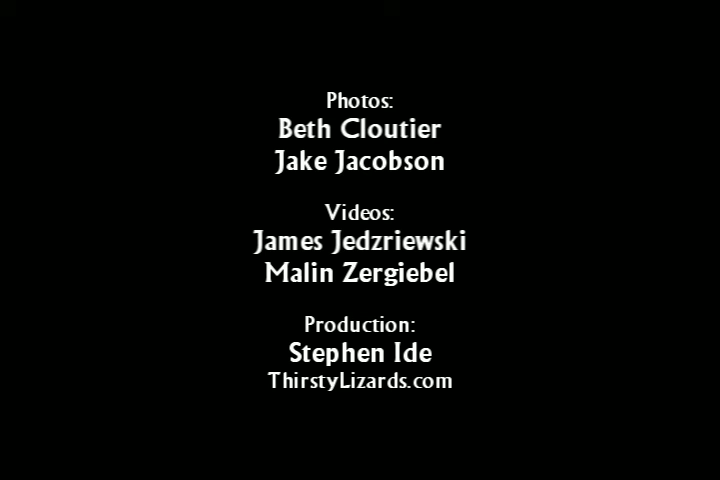 Photos:
Beth Cloutier
Jake Jacobson
Videos:
James Jedzriewski
Malin Zergiebel
Production:
Stephen Ide
ThirstyLizards.com